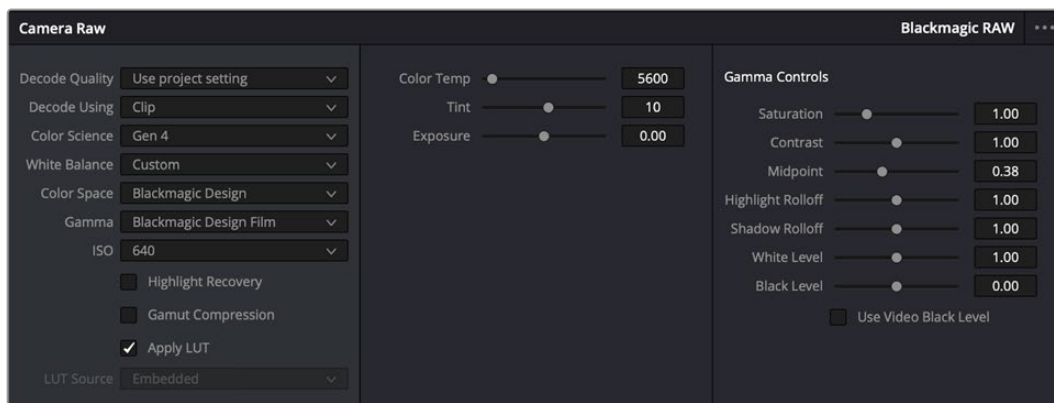 Camera Raw
Blackmagic RAW
Decode Quality Use project setting
Decode Using Clip
Color Science Gen 4
White Balance Custom
Color Space Blackmagic Design
Gamma Blackmagic Design Film
ISO 640
Highlight Recovery
Gamut Compression
Apply LUT
LUT Source Embedded
Color Temp 5600
Tint 10
Exposure 0.00
Gamma Controls
Saturation 1.00
Contrast 1.00
Midpoint 0.38
Highlight Rolloff 1.00
Shadow Rolloff 1.00
White Level 1.00
Black Level 0.00
Use Video Black Level